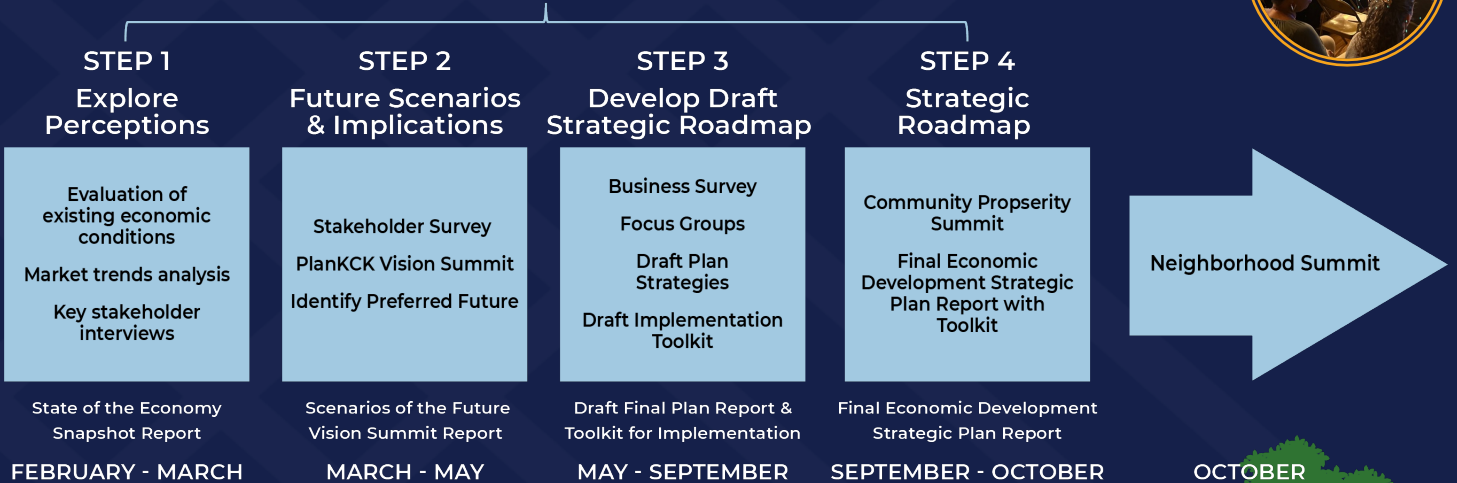 STEP 1
Explore
Perceptions
Evaluation of
existing economic
conditions
Market trends analysis
Key stakeholder
interviews
State of the Economy
Snapshot Report
FEBRUARY - MARCH
STEP 2
Future Scenarios
& Implications
Stakeholder Survey
PlanKCK Vision Summit
Identify Preferred Future
Scenarios of the Future
Vision Summit Report
MARCH - MAY
STEP 3
Develop Draft
Strategic Roadmap
Business Survey
Focus Groups
Draft Plan
Strategies
Draft Implementation
Toolkit
Draft Final Plan Report &
Toolkit for Implementation
MAY - SEPTEMBER
STEP 4
Strategic
Roadmap
Community Propserity
Summit
Final Economic
Development Strategic
Plan Report with
Toolkit
Final Economic Development
Strategic Plan Report
SEPTEMBER - OCTOBER
Neighborhood Summit
OCTOBER